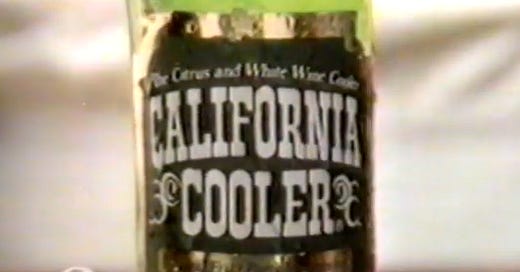 The Citrus and White Wine Cooler
CALIFORNIA
COOLER®